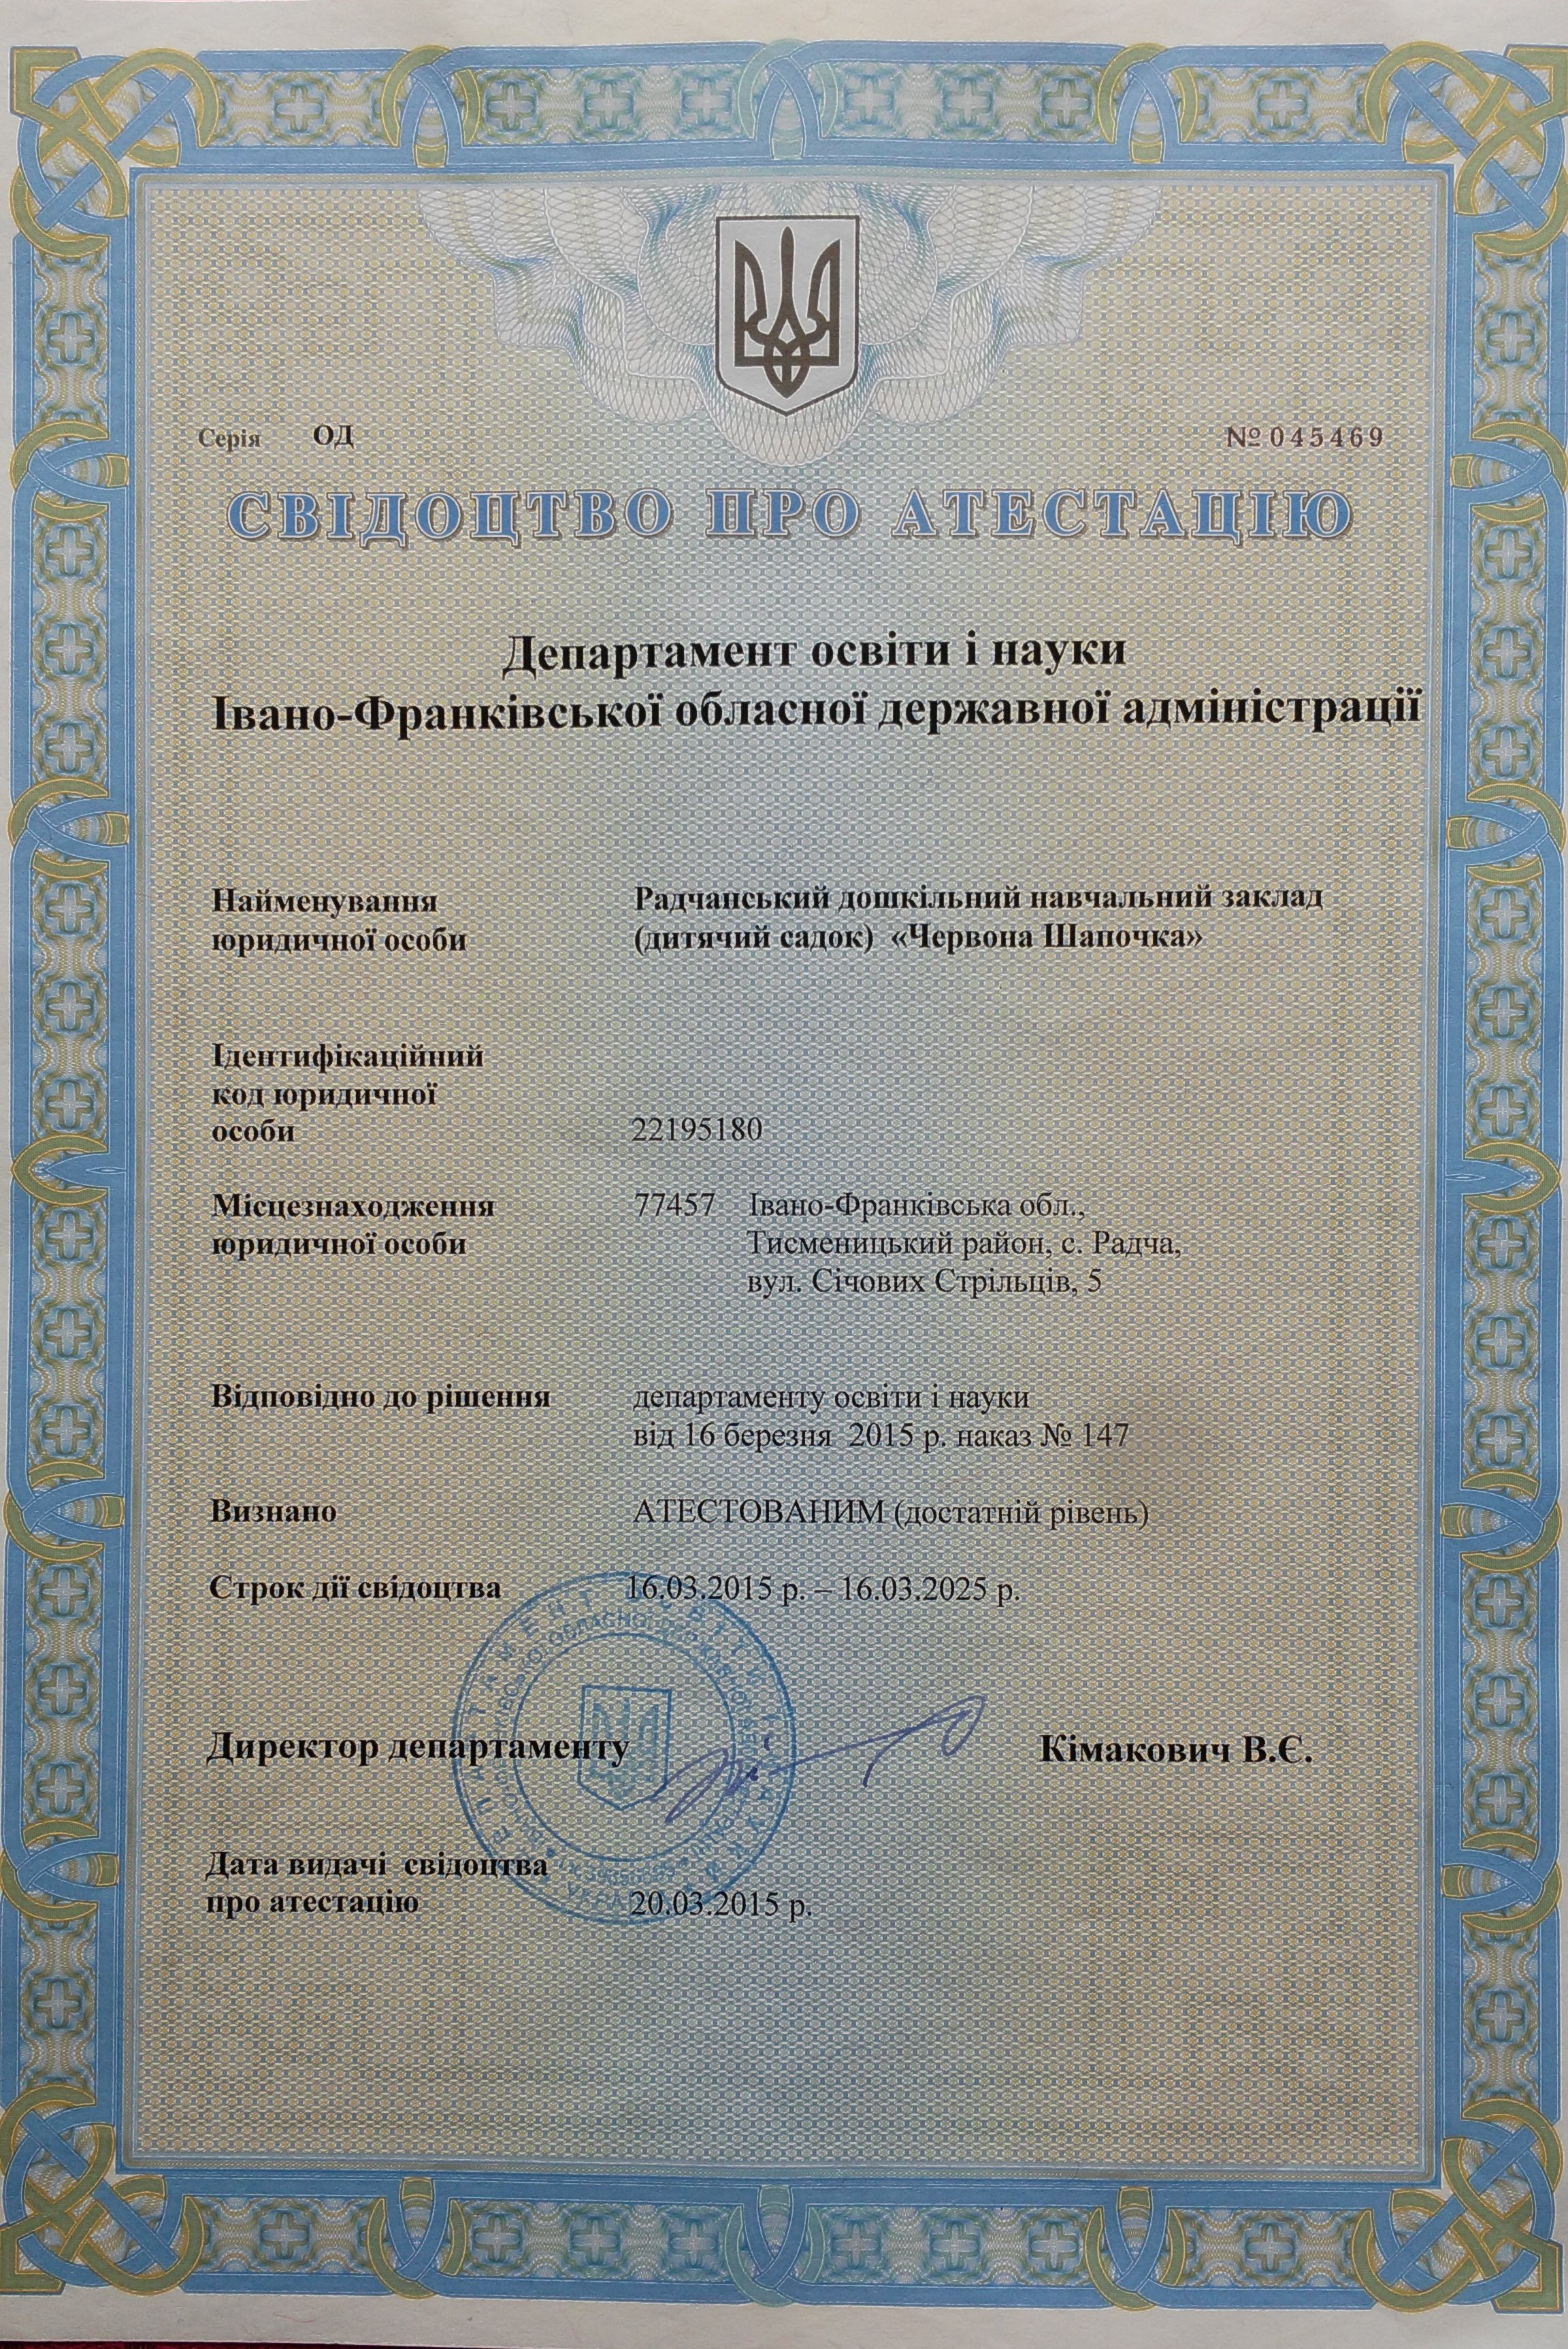 Серія ОД № 045469
СВІДОЦТВО ПРО АТЕСТАЦІЮ
Департамент освіти і науки
Івано-Франківської обласної державної адміністрації
Найменування юридичної особи
Радчанський дошкільний навчальний заклад
(дитячий садок) «Червона Шапочка»
Ідентифікаційний
код юридичної
особи 22195180
Місцезнаходження
юридичної особи
77457 Івано-Франківська обл.,
Тисменицький район, с. Радча,
вул. Січових Стрільців, 5
Відповідно до рішення департаменту освіти і науки
від 16 березня 2015 р. наказ № 147
Визнано АТЕСТОВАНИМ (достатній рівень)
Строк дії свідоцтва 16.03.2015 р. – 16.03.2025 р.
Директор департаменту Кімакович В.Є.
Дата видачі свідоцтва
про атестацію 20.03.2015 р.